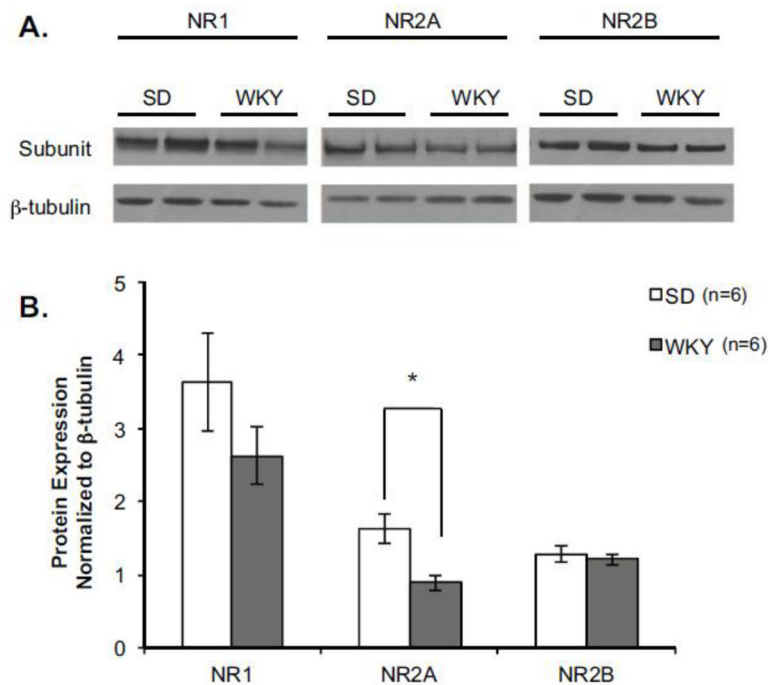 A.
NR1 NR2A NR2B
SD WKY SD WKY SD WKY
Subunit
β-tubulin
B.
Protein Expression
Normalized to β-tubulin
5
4
3
2
1
0
*
SD (n=6)
WKY (n=6)
NR1 NR2A NR2B